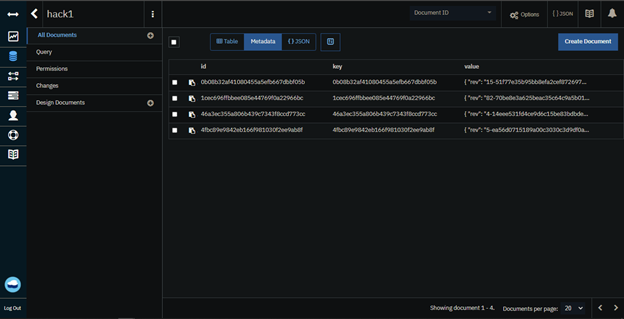 hack1
Document ID
Options
{ } JSON
All Documents
Query
Permissions
Changes
Design Documents
Table
Metadata
{ } JSON
Create Document
id key value
0b08b32af41080455a5efb667dbbf05b 0b08b32af41080455a5efb667dbbf05b { "rev": "15-51f77e35b95bb8efa2cef872697...
1cec696ffbbee085e44769f0a22966bc 1cec696ffbbee085e44769f0a22966bc { "rev": "82-70be8e3a625beac35c64c9a5b01...
46a3ec355a806b439c7343f8ccd773cc 46a3ec355a806b439c7343f8ccd773cc { "rev": "4-14eee531fd4ce9d6c15be83bdbde...
4fbc89e9842eb166f981030f2ee9ab8f 4fbc89e9842eb166f981030f2ee9ab8f { "rev": "5-ea56d0715189a00c3030c3d9df0a...
Log Out
Showing document 1 - 4. Documents per page: 20